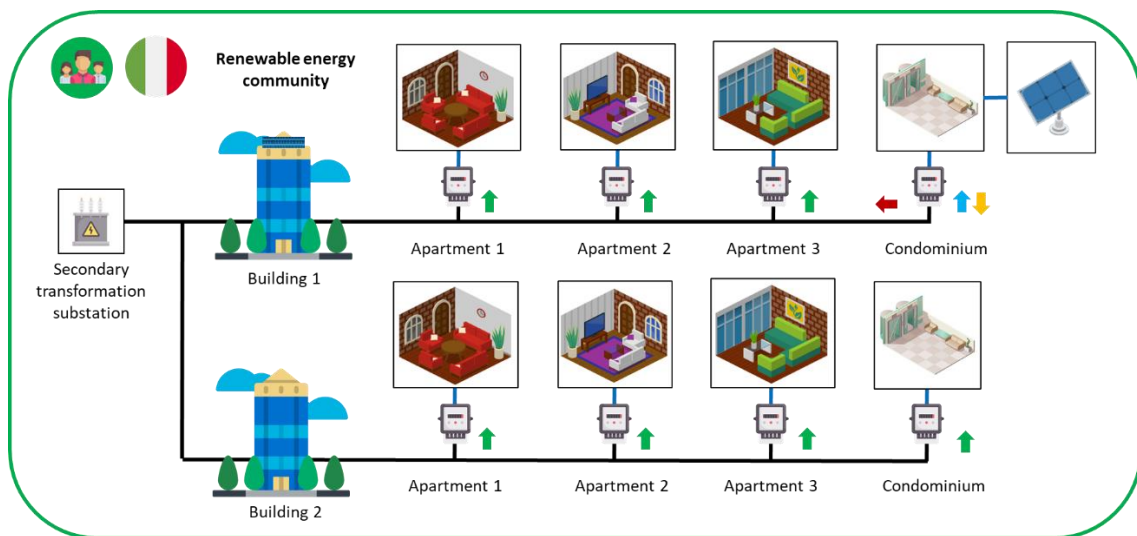 Renewable energy
community
Apartment 1
Apartment 2
Apartment 3
Condominium
Secondary
transformation
substation
Building 1
Apartment 1
Apartment 2
Apartment 3
Condominium
Building 2